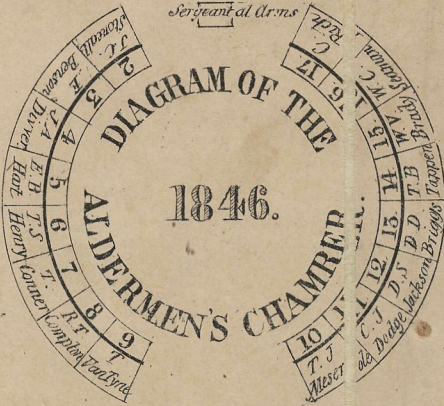 Sergeant at Arms
DIAGRAM OF THE
1846.
ALDERMEN'S CHAMBER.
2 J. C. Stoneall
3 E. Benson
4 J. A. Divver
5 E. B. Hart
6 T. S. Henry
7 T. Conner
8 R. T. Compton
9 T. Van Tyne
10 T. J. Meserole
11 C. J. Dodge
12 D. S. Jackson
13 D. D. Briggs
14 T. B. Tappen
15 W. V. Brady
16 W. C. Seaman
17 C. Rich